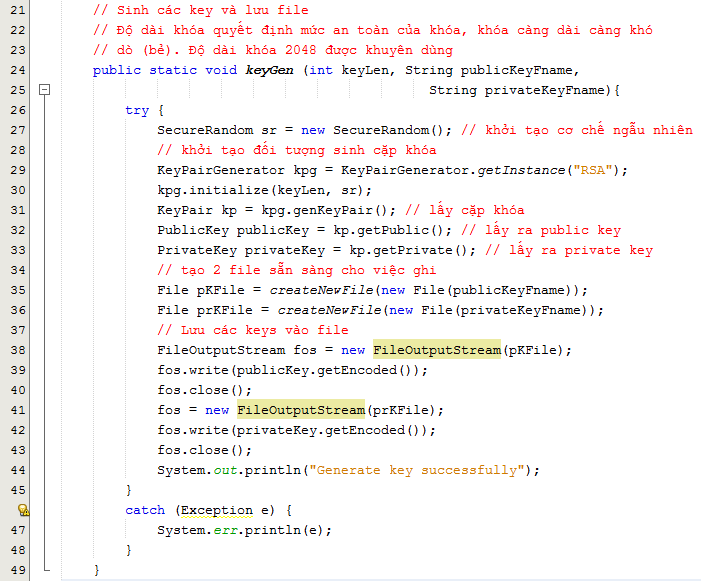 21 // Sinh các key và lưu file
22 // Độ dài khóa quyết định mức an toàn của khóa, khóa càng dài càng khó
23 // dò (bẻ). Độ dài khóa 2048 được khuyên dùng
24 public static void keyGen (int keyLen, String publicKeyFname,
25 String privateKeyFname){
26 try {
27 SecureRandom sr = new SecureRandom(); // khởi tạo cơ chế ngẫu nhiên
28 // khởi tạo đối tượng sinh cặp khóa
29 KeyPairGenerator kpg = KeyPairGenerator.getInstance("RSA");
30 kpg.initialize(keyLen, sr);
31 KeyPair kp = kpg.genKeyPair(); // lấy cặp khóa
32 PublicKey publicKey = kp.getPublic(); // lấy ra public key
33 PrivateKey privateKey = kp.getPrivate(); // lấy ra private key
34 // tạo 2 file sẵn sàng cho việc ghi
35 File pKFile = createNewFile(new File(publicKeyFname));
36 File prKFile = createNewFile(new File(privateKeyFname));
37 // Lưu các keys vào file
38 FileOutputStream fos = new FileOutputStream(pKFile);
39 fos.write(publicKey.getEncoded());
40 fos.close();
41 fos = new FileOutputStream(prKFile);
42 fos.write(privateKey.getEncoded());
43 fos.close();
44 System.out.println("Generate key successfully");
45 }
catch (Exception e) {
47 System.err.println(e);
48 }
49 }